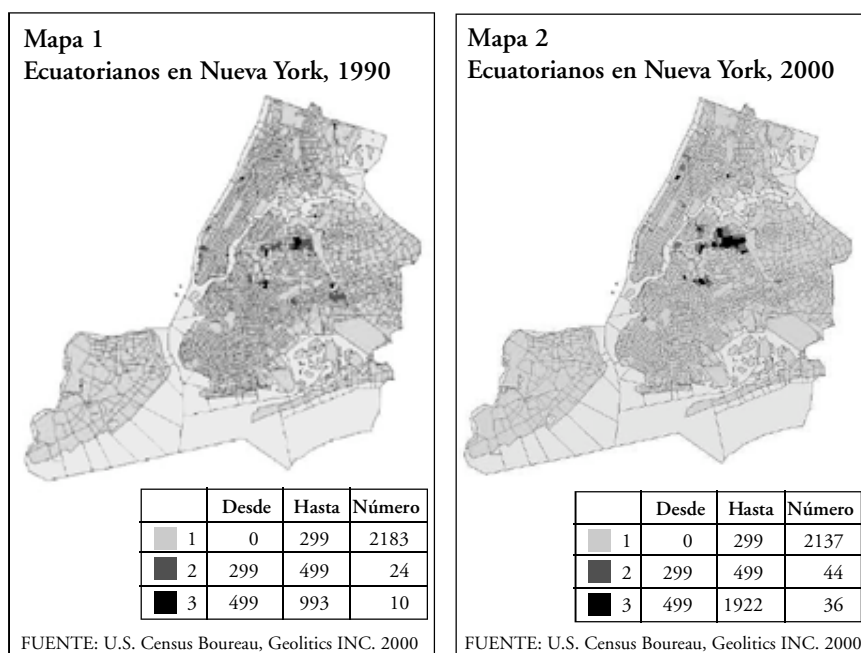 Mapa 1
Ecuatorianos en Nueva York, 1990
Desde Hasta Número
1 0 299 2183
2 299 499 24
3 499 993 10
FUENTE: U.S. Census Boureau, Geolitics INC. 2000
Mapa 2
Ecuatorianos en Nueva York, 2000
Desde Hasta Número
1 0 299 2137
2 299 499 44
3 499 1922 36
FUENTE: U.S. Census Boureau, Geolitics INC. 2000